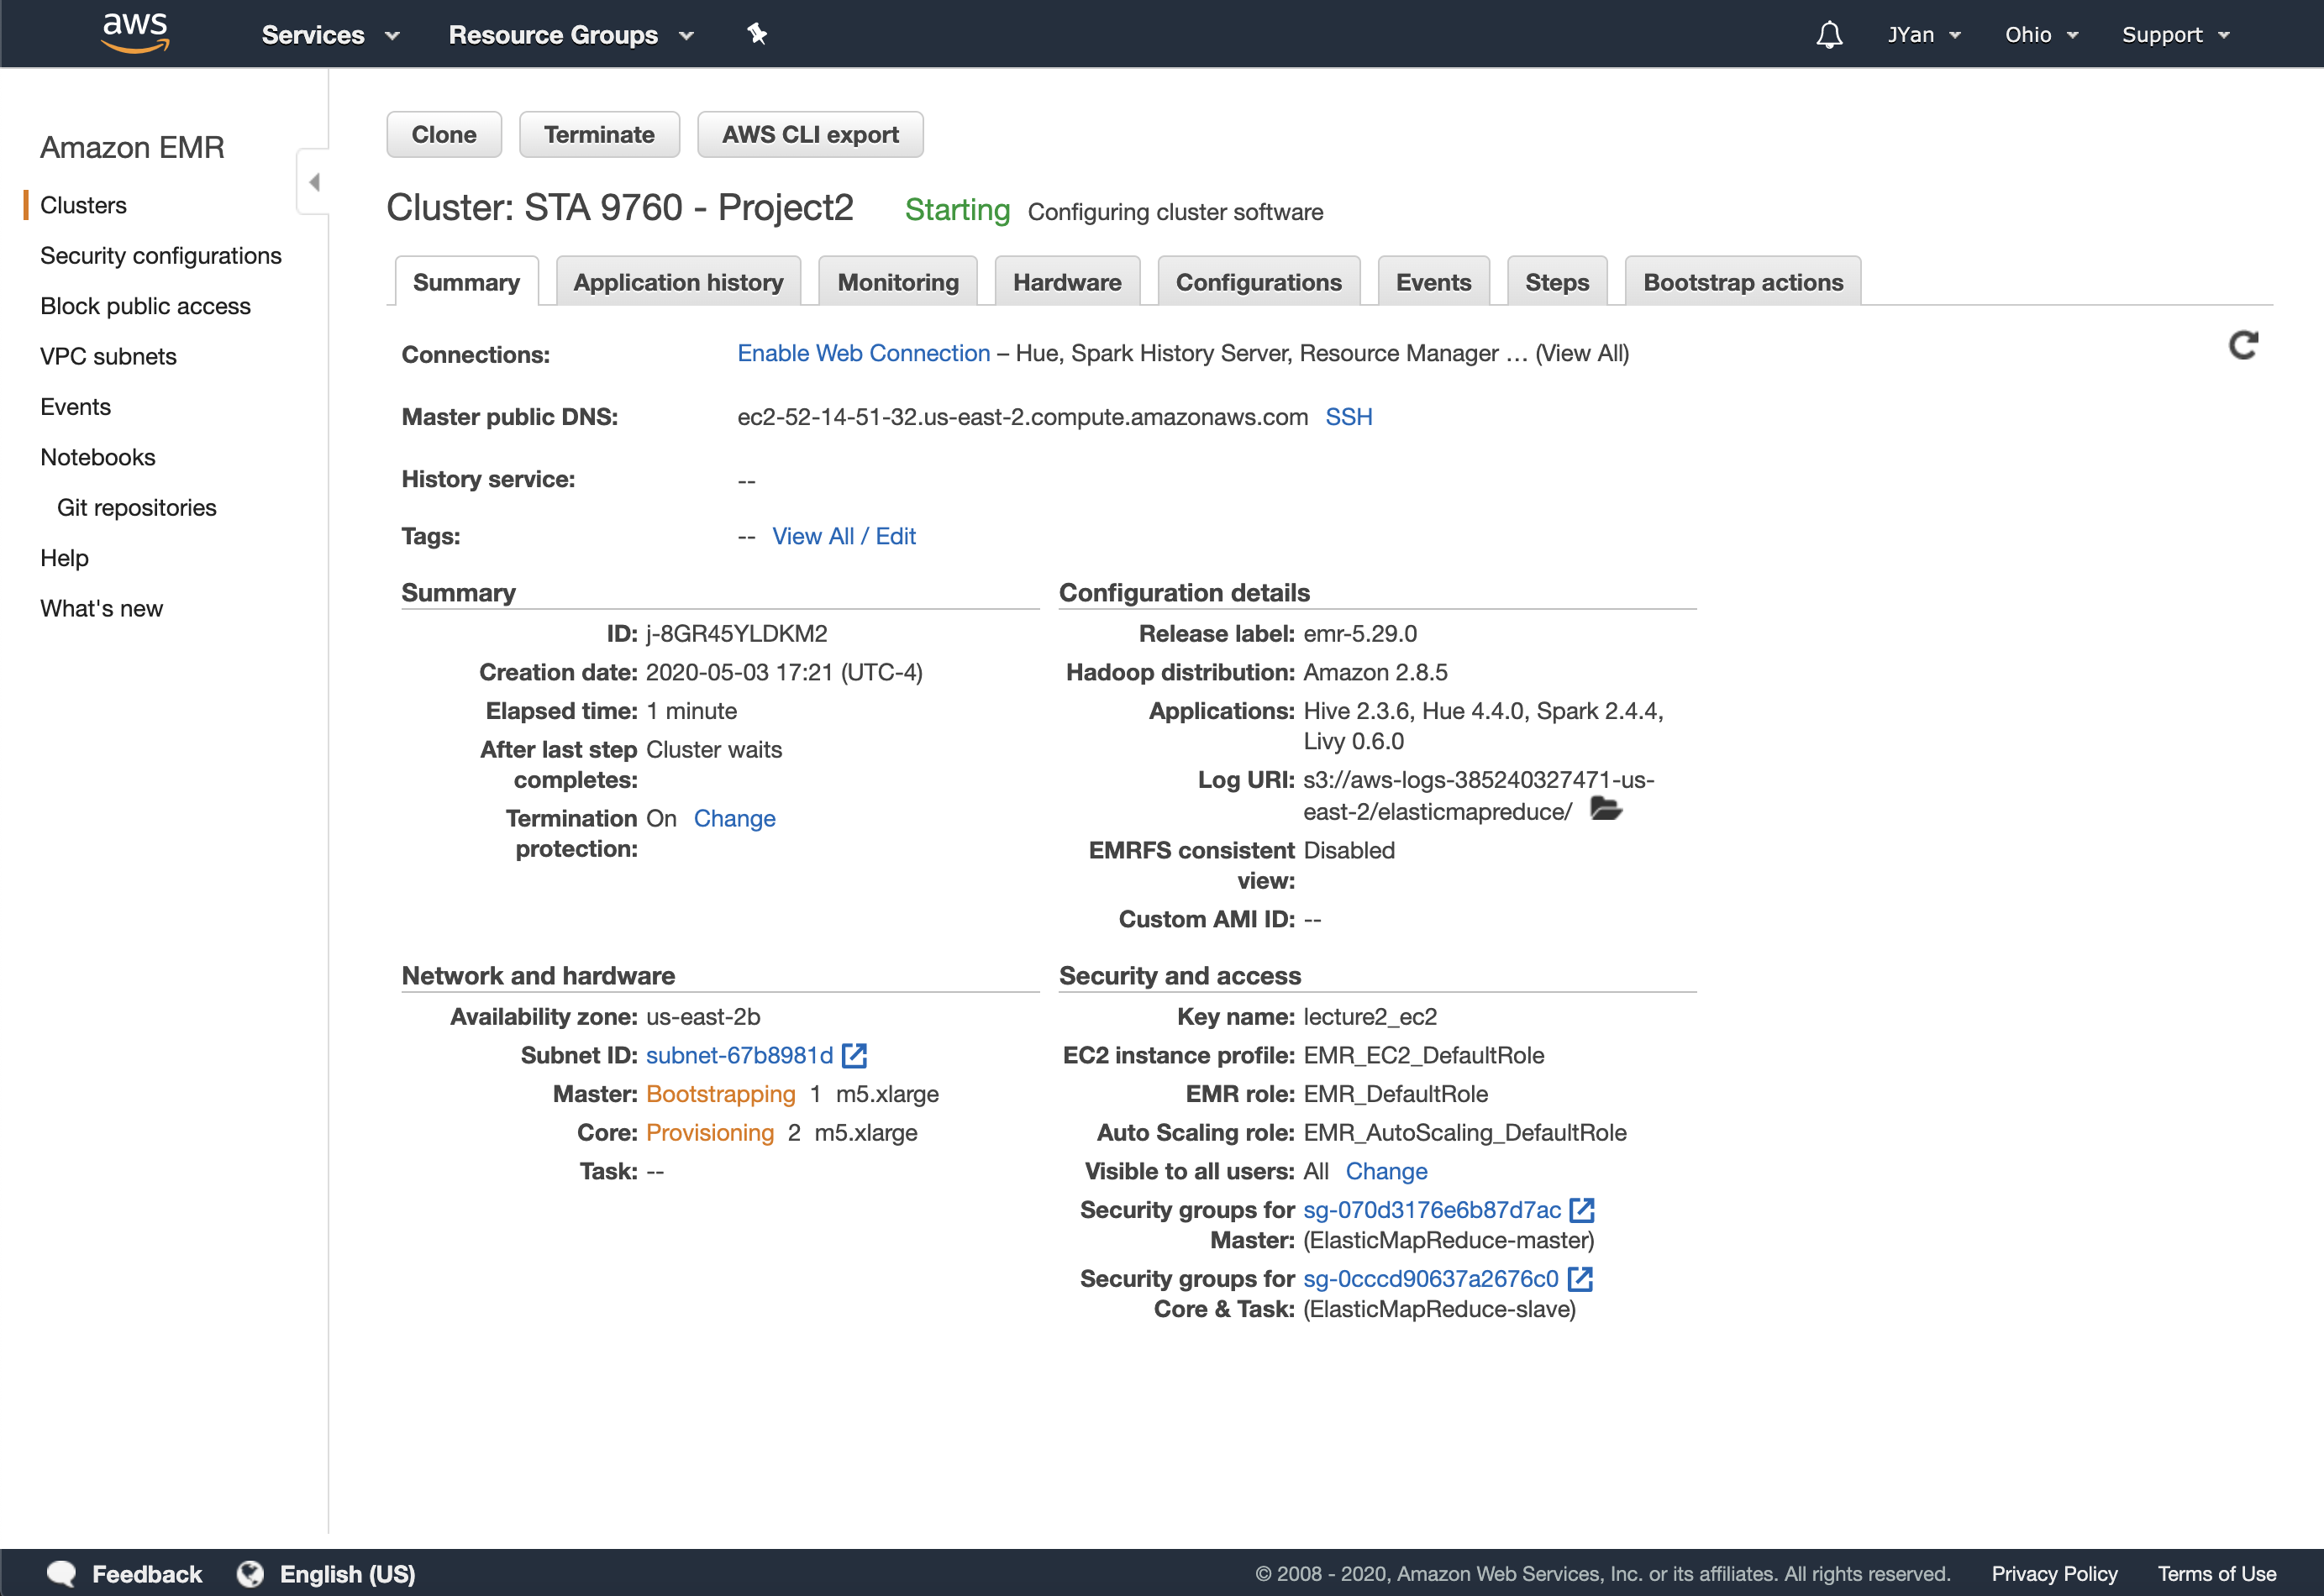 aws Services Resource Groups JYan Ohio Support
Amazon EMR
Clusters
Security configurations
Block public access
VPC subnets
Events
Notebooks
Git repositories
Help
What's new
Clone Terminate AWS CLI export
Cluster: STA 9760 - Project2 Starting Configuring cluster software
Summary Application history Monitoring Hardware Configurations Events Steps Bootstrap actions
Connections: Enable Web Connection – Hue, Spark History Server, Resource Manager … (View All)
Master public DNS: ec2-52-14-51-32.us-east-2.compute.amazonaws.com SSH
History service: --
Tags: -- View All / Edit
Summary
ID: j-8GR45YLDKM2
Creation date: 2020-05-03 17:21 (UTC-4)
Elapsed time: 1 minute
After last step Cluster waits
completes:
Termination On Change
protection:
Configuration details
Release label: emr-5.29.0
Hadoop distribution: Amazon 2.8.5
Applications: Hive 2.3.6, Hue 4.4.0, Spark 2.4.4,
Livy 0.6.0
Log URI: s3://aws-logs-385240327471-us-
east-2/elasticmapreduce/
EMRFS consistent Disabled
view:
Custom AMI ID: --
Network and hardware
Availability zone: us-east-2b
Subnet ID: subnet-67b8981d
Master: Bootstrapping 1 m5.xlarge
Core: Provisioning 2 m5.xlarge
Task: --
Security and access
Key name: lecture2_ec2
EC2 instance profile: EMR_EC2_DefaultRole
EMR role: EMR_DefaultRole
Auto Scaling role: EMR_AutoScaling_DefaultRole
Visible to all users: All Change
Security groups for sg-070d3176e6b87d7ac
Master: (ElasticMapReduce-master)
Security groups for sg-0cccd90637a2676c0
Core & Task: (ElasticMapReduce-slave)
Feedback English (US) © 2008 - 2020, Amazon Web Services, Inc. or its affiliates. All rights reserved. Privacy Policy Terms of Use